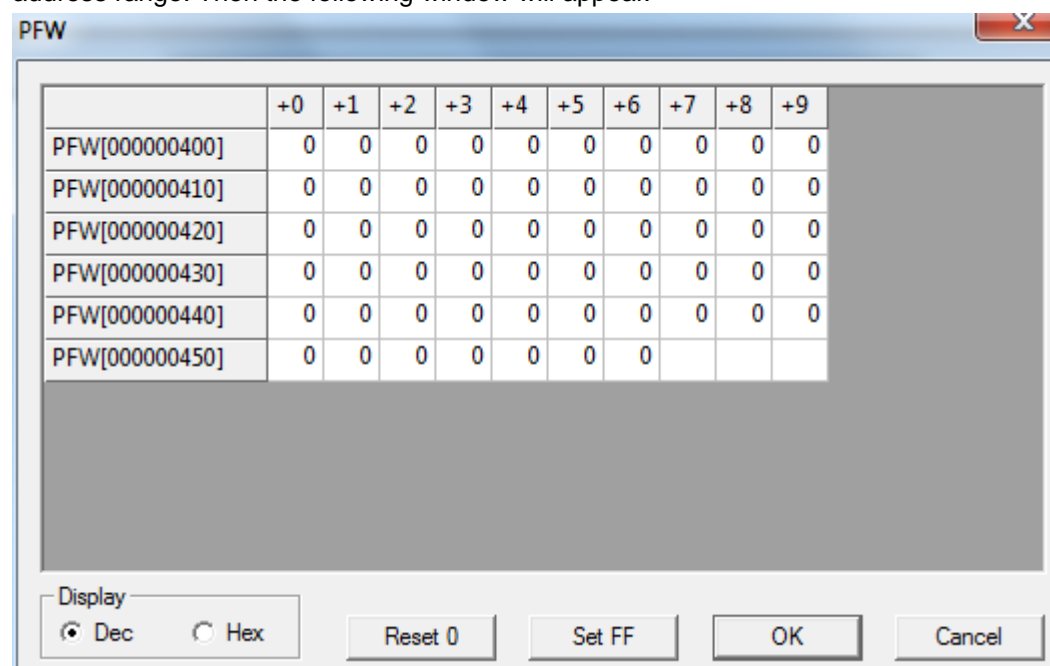 address range. Then the following window will appear.
PFW
X
+0 +1 +2 +3 +4 +5 +6 +7 +8 +9
PFW[000000400] 0 0 0 0 0 0 0 0 0 0
PFW[000000410] 0 0 0 0 0 0 0 0 0 0
PFW[000000420] 0 0 0 0 0 0 0 0 0 0
PFW[000000430] 0 0 0 0 0 0 0 0 0 0
PFW[000000440] 0 0 0 0 0 0 0 0 0 0
PFW[000000450] 0 0 0 0 0 0 0
Display
Dec Hex Reset 0 Set FF OK Cancel